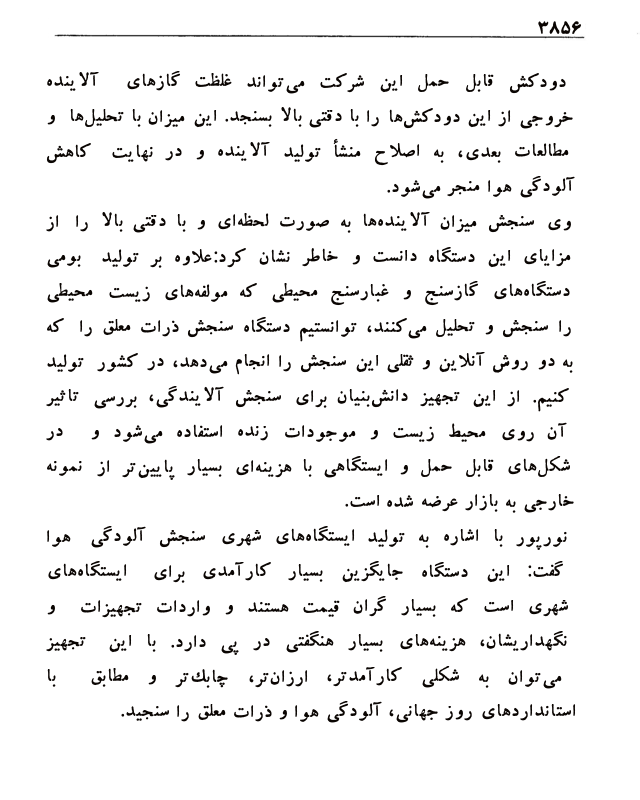 ۳۸۵۶
دودکش قابل حمل این شرکت می‌تواند غلظت گازهای آلاینده
خروجی از این دودکش‌ها را با دقتی بالا بسنجد. این میزان با تحلیل‌ها و
مطالعات بعدی، به اصلاح منشأ تولید آلاینده و در نهایت کاهش
آلودگی هوا منجر می‌شود.
وی سنجش میزان آلاینده‌ها به صورت لحظه‌ای و با دقتی بالا را از
مزایای این دستگاه دانست و خاطر نشان کرد:علاوه بر تولید بومی
دستگاه‌های گازسنج و غبارسنج محیطی که مولفه‌های زیست محیطی
را سنجش و تحلیل می‌کنند، توانستیم دستگاه سنجش ذرات معلق را که
به دو روش آنلاین و ثقلی این سنجش را انجام می‌دهد، در کشور تولید
کنیم. از این تجهیز دانش‌بنیان برای سنجش آلایندگی، بررسی تاثیر
آن روی محیط زیست و موجودات زنده استفاده می‌شود و در
شکل‌های قابل حمل و ایستگاهی با هزینه‌ای بسیار پایین‌تر از نمونه
خارجی به بازار عرضه شده است.
نورپور با اشاره به تولید ایستگاه‌های شهری سنجش آلودگی هوا
گفت: این دستگاه جایگزین بسیار کارآمدی برای ایستگاه‌های
شهری است که بسیار گران قیمت هستند و واردات تجهیزات و
نگهداریشان، هزینه‌های بسیار هنگفتی در پی دارد. با این تجهیز
می‌توان به شکلی کارآمدتر، ارزان‌تر، چابک‌تر و مطابق با
استانداردهای روز جهانی، آلودگی هوا و ذرات معلق را سنجید.